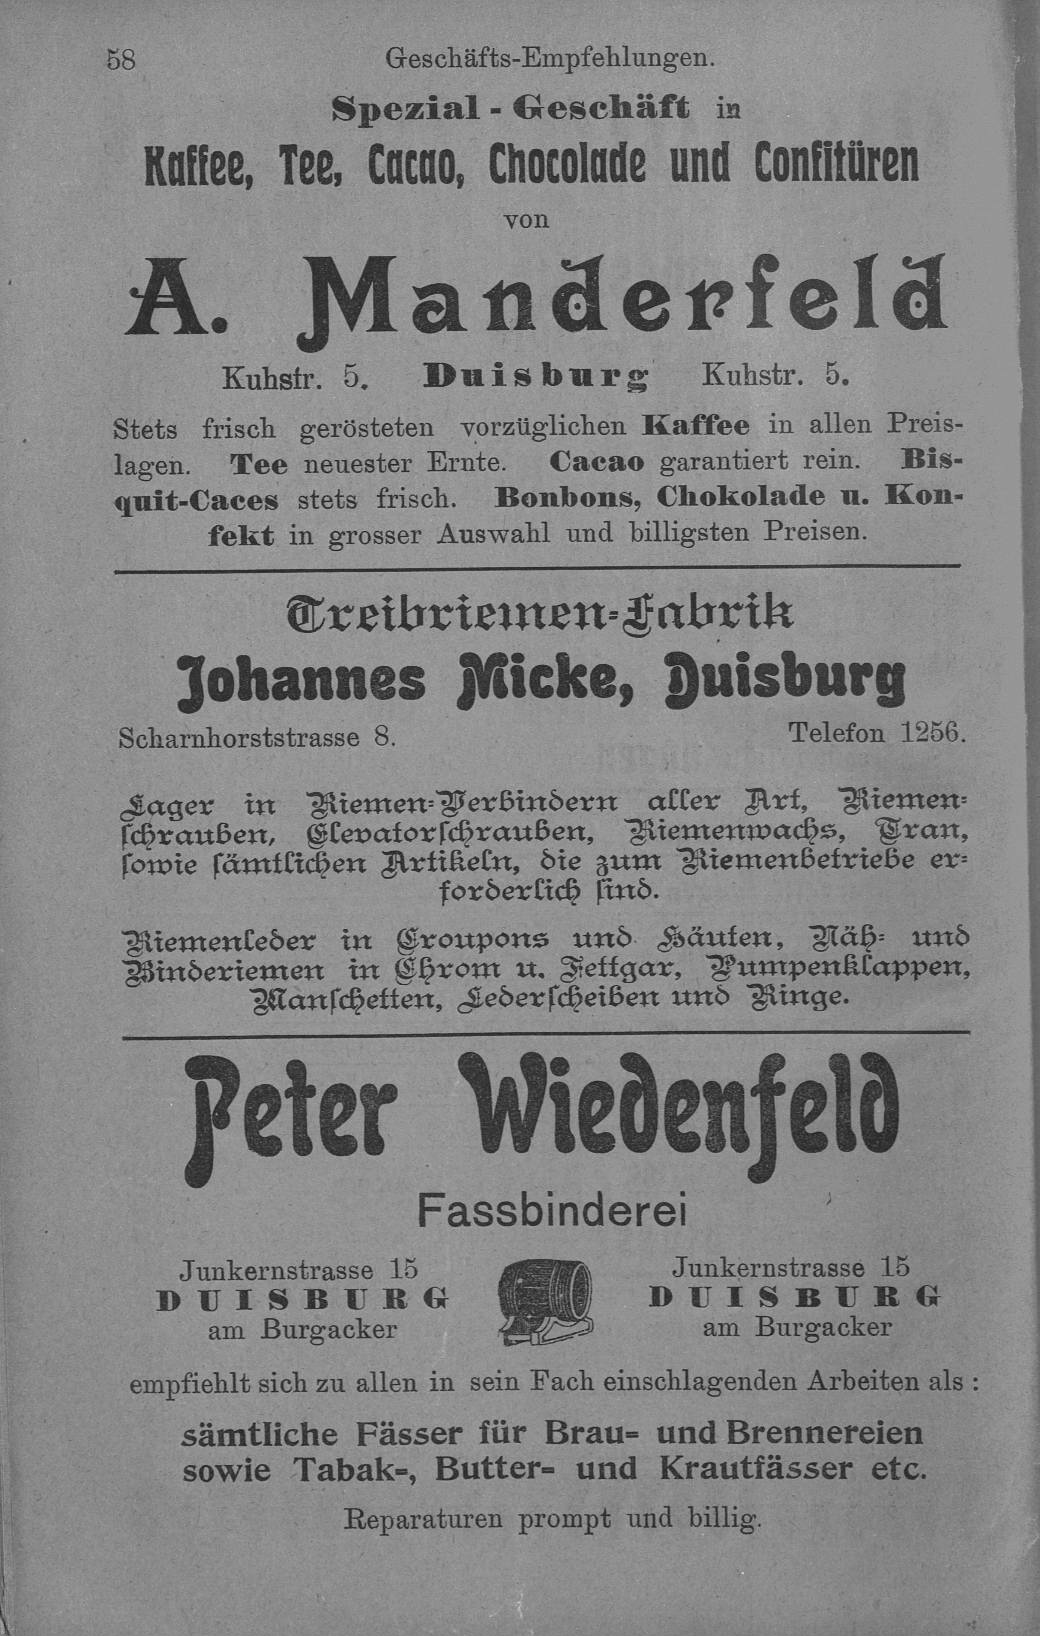 58 Geschäfts-Empfehlungen.
Spezial - Geschäft in
Kaffee, Tee, Cacao, Chocolade und Confitüren
von
A. Manderfeld
Kuhstr. 5. Duisburg Kuhstr. 5.
Stets frisch gerösteten vorzüglichen Kaffee in allen Preis-
lagen. Tee neuester Ernte. Cacao garantiert rein. Bis-
quit-Caces stets frisch. Bonbons, Chokolade u. Kon-
fekt in grosser Auswahl und billigsten Preisen.
Treibriemen-Fabrik
Johannes Micke, Duisburg
Scharnhorststrasse 8. Telefon 1256.
Lager in Riemen-Verbindern aller Art, Riemen-
schrauben, Elevatorschrauben, Riemenwachs, Tran,
sowie sämtlichen Artikeln, die zum Riemenbetriebe er-
forderlich sind.
Riemenleder in Croupons und Häuten, Näh- und
Binderiemen in Chrom u. Fettgar, Pumpenklappen,
Manschetten, Lederscheiben und Ringe.
Peter Wiedenfeld
Fassbinderei
Junkernstrasse 15 Junkernstrasse 15
DUISBURG DUISBURG
am Burgacker am Burgacker
empfiehlt sich zu allen in sein Fach einschlagenden Arbeiten als :
sämtliche Fässer für Brau- und Brennereien
sowie Tabak-, Butter- und Krautfässer etc.
Reparaturen prompt und billig.